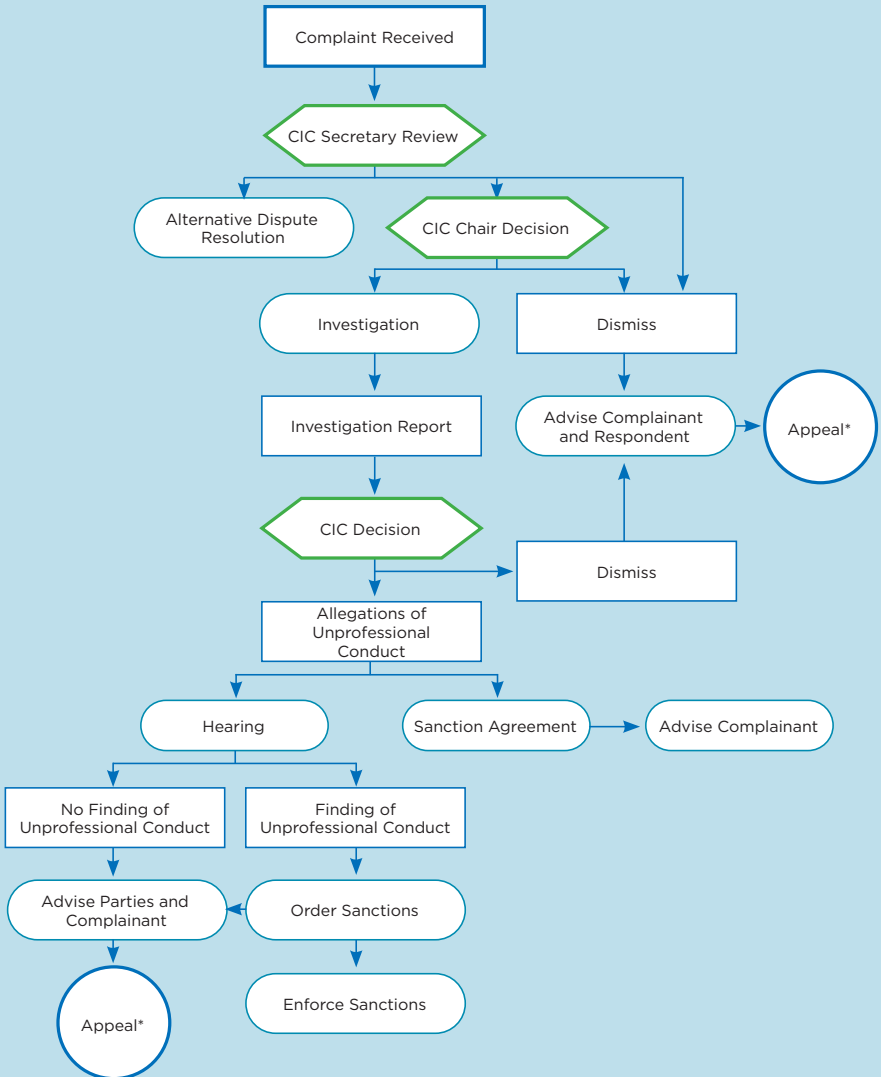 Complaint Received
CIC Secretary Review
Alternative Dispute
Resolution
CIC Chair Decision
Investigation
Dismiss
Investigation Report
Advise Complainant
and Respondent
Appeal*
CIC Decision
Dismiss
Allegations of
Unprofessional
Conduct
Hearing
Sanction Agreement
Advise Complainant
No Finding of
Unprofessional Conduct
Finding of
Unprofessional Conduct
Advise Parties and
Complainant
Order Sanctions
Enforce Sanctions
Appeal*